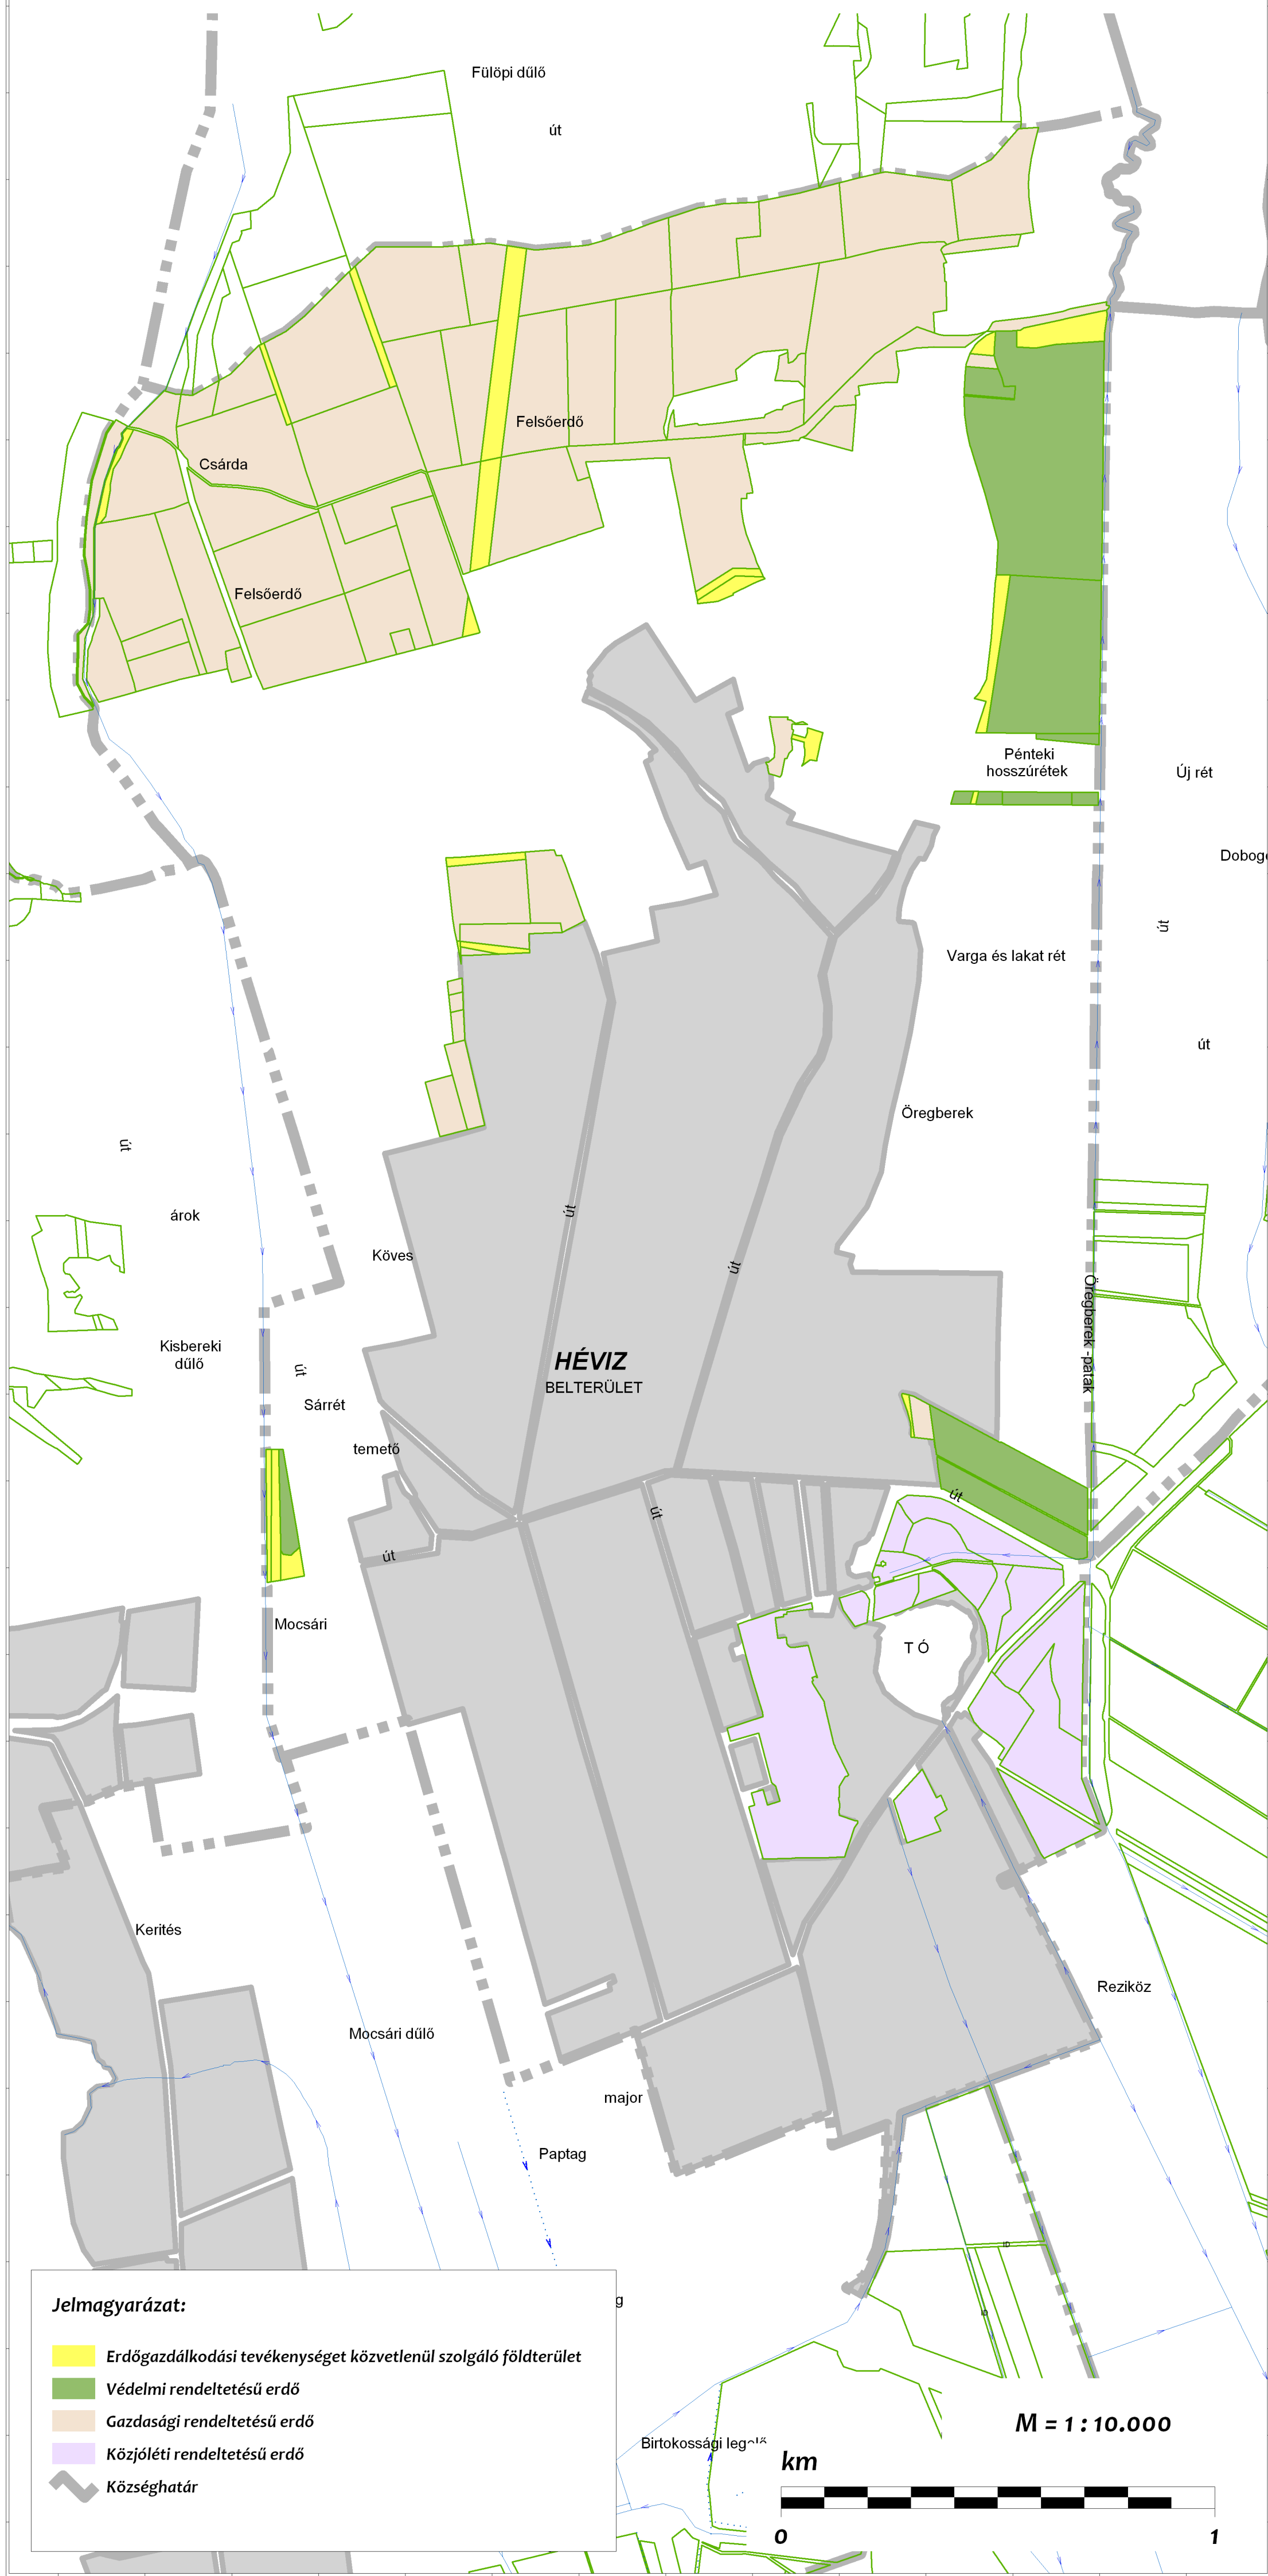 Fülöpi dűlő
út
Felsőerdő
Csárda
Felsőerdő
Pénteki
hosszúrétek
Új rét
út
Varga és lakat rét
út
Öregberek
út
árok
út
Köves
út
Öregberek -patak
Kisbereki
dűlő
HÉVIZ
BELTERÜLET
út
Sárrét
temető
út
út
út
Mocsári
T Ó
Kerítés
Reziköz
Mocsári dűlő
major
Paptag
Jelmagyarázat:
Erdőgazdálkodási tevékenységet közvetlenül szolgáló földterület
Védelmi rendeltetésű erdő
Gazdasági rendeltetésű erdő
Közjóléti rendeltetésű erdő
Községhatár
Birtokossági legelő
M = 1 : 10.000
km
0 1